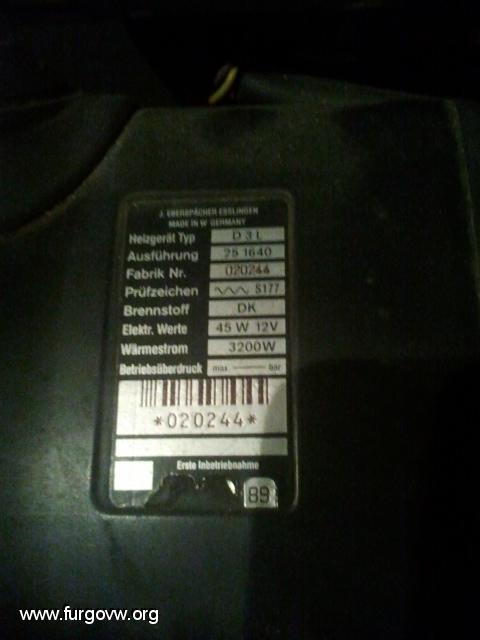 J. EBERSPÄCHER ESSLINGEN
MADE IN W. GERMANY
Heizgerät Typ D 3 L
Ausführung 25 1640
Fabrik Nr. 020244
Prüfzeichen S177
Brennstoff DK
Elektr. Werte 45 W 12V
Wärmestrom 3200W
Betriebsüberdruck max bar
*020244*
Erste Inbetriebnahme
89
www.furgovw.org